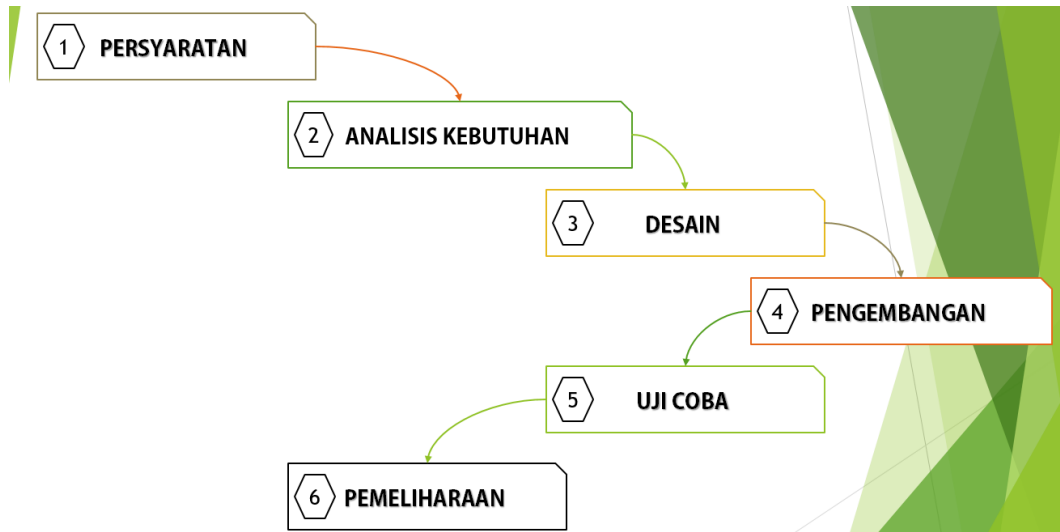 1 PERSYARATAN
2 ANALISIS KEBUTUHAN
3 DESAIN
4 PENGEMBANGAN
5 UJI COBA
6 PEMELIHARAAN